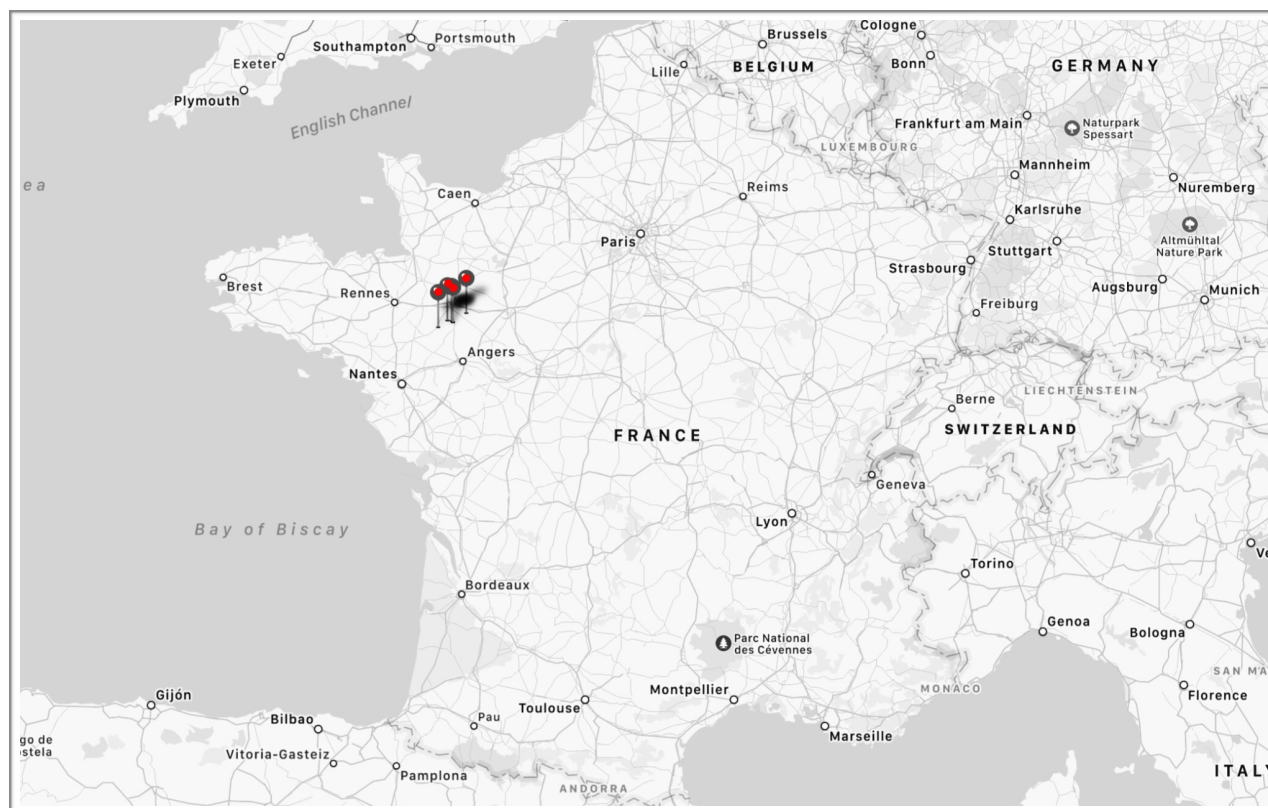 Southampton
Portsmouth
Exeter
Plymouth
English Channel
Lille
Brussels
BELGIUM
Cologne
Bonn
GERMANY
Frankfurt am Main
Naturpark
Spessart
LUXEMBOURG
Mannheim
ea
Caen
Reims
Nuremberg
Karlsruhe
Paris
Stuttgart
Altmühltal
Nature Park
Strasbourg
Brest
Rennes
Augsburg
Munich
Freiburg
Angers
Nantes
LIECHTENSTEIN
Berne
FRANCE
SWITZERLAND
Geneva
Bay of Biscay
Lyon
Ve
Torino
Bordeaux
Genoa
Bologna
Parc National
des Cévennes
SAN MA
Montpellier
MONACO
Florence
Gijón
Toulouse
Bilbao
Pau
Marseille
go de
stela
Vitoria-Gasteiz
Pamplona
ITALY
ANDORRA